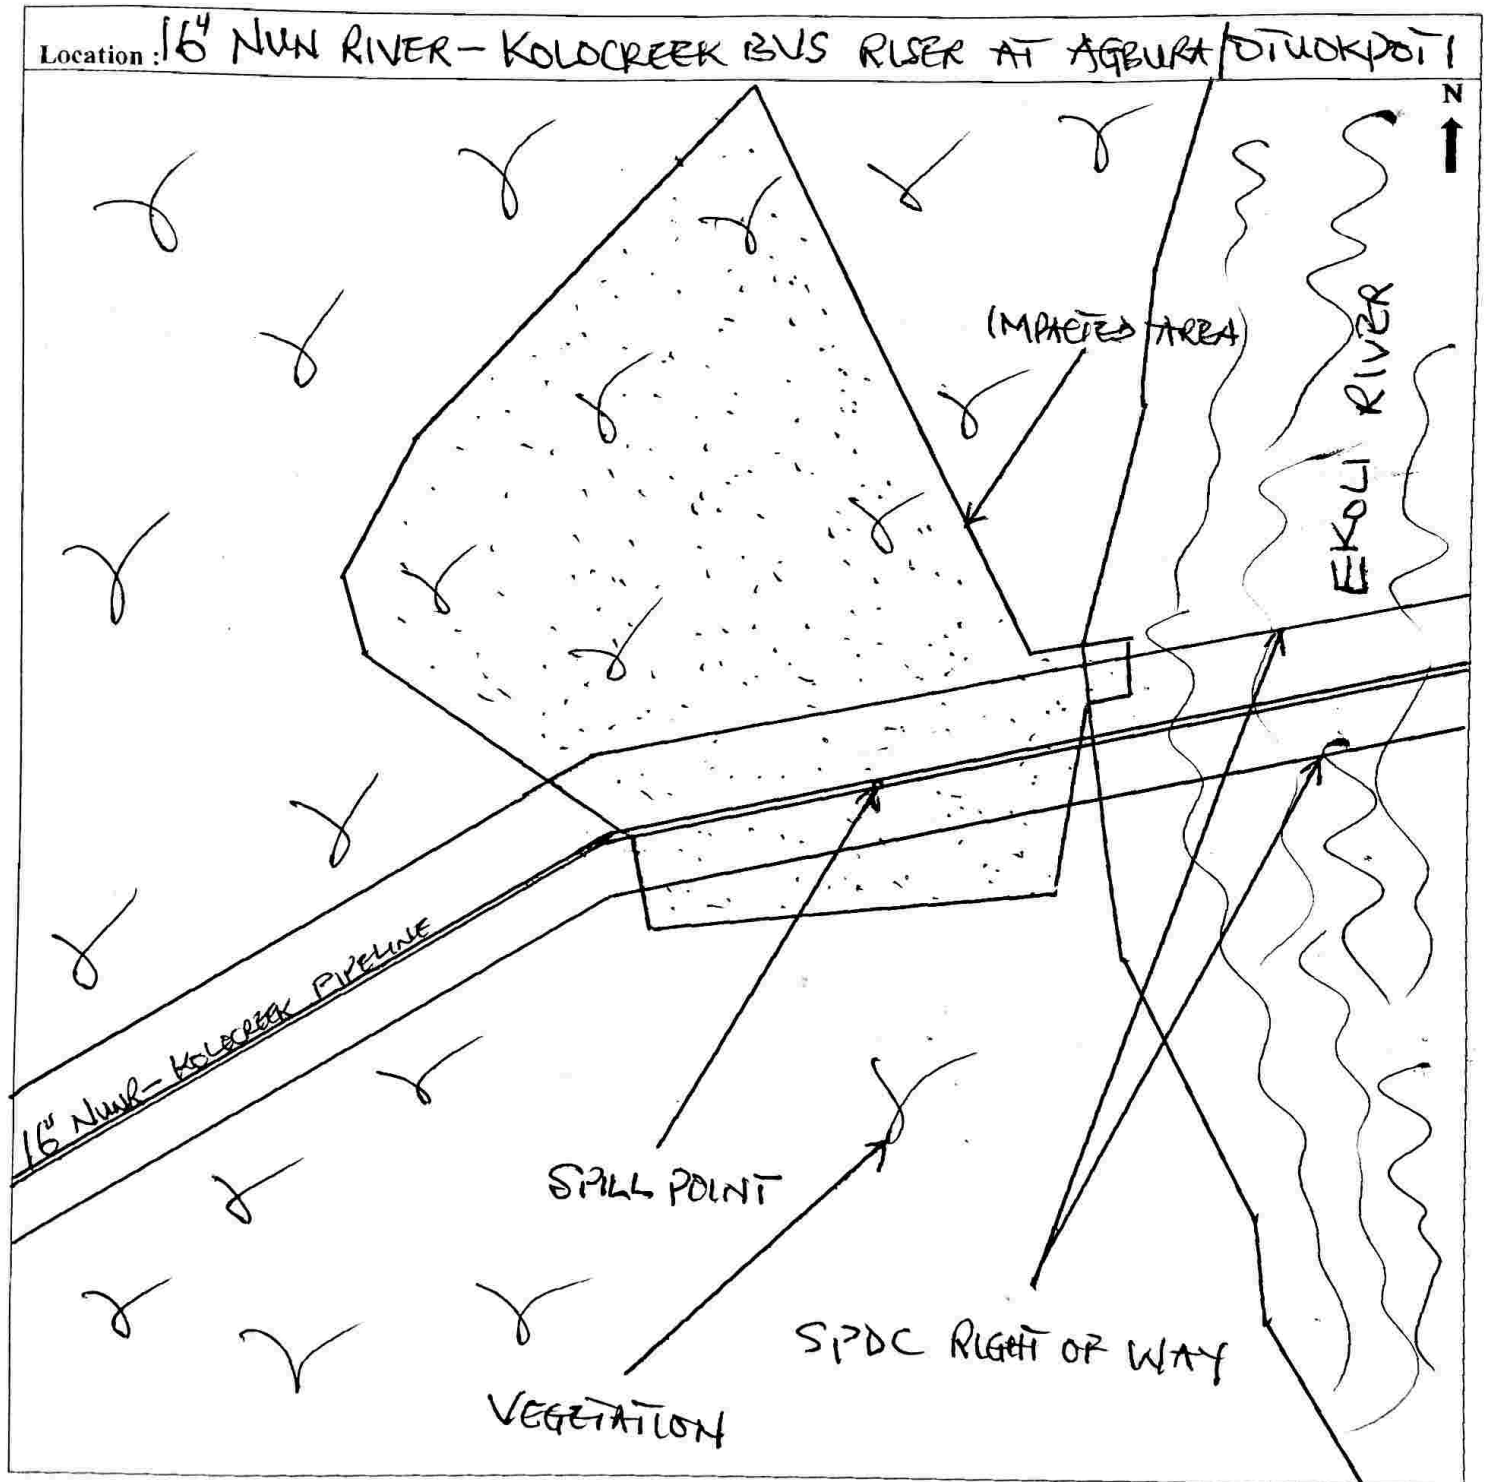 Location : 16" NUN RIVER - KOLOCREEK BVS RISER AT AGBURA/OTUOKPOTI
N
IMPACTED AREA
EKOLI RIVER
16" NUNR - KOLOCREEK PIPELINE
SPILL POINT
SPDC RIGHT OF WAY
VEGETATION